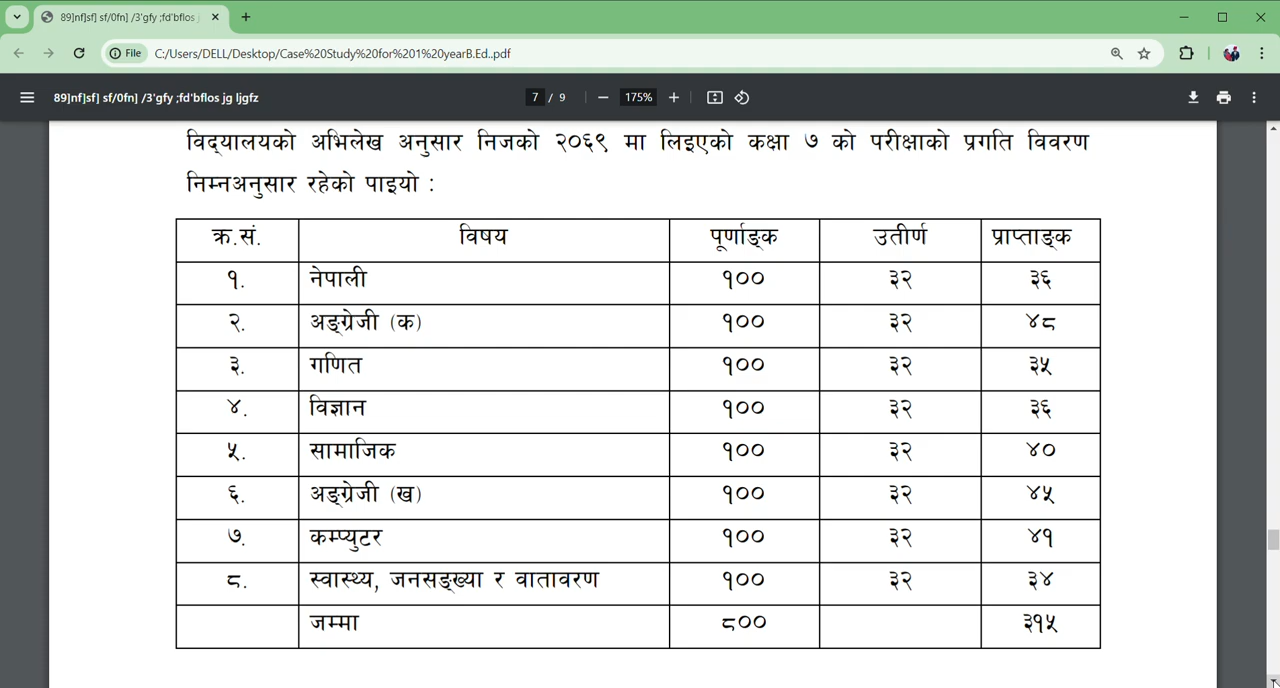 89]nf]sf] sf/0fn] /3'gfy ;fd'bflos j
File C:/Users/DELL/Desktop/Case%20Study%20for%201%20yearB.Ed..pdf
89]nf]sf] sf/0fn] /3'gfy ;fd'bflos jg ljgfz 7 / 9 175%
विद्यालयको अभिलेख अनुसार निजको २०६९ मा लिइएको कक्षा ७ को परीक्षाको प्रगति विवरण
निम्नअनुसार रहेको पाइयो :
क्र.सं. विषय पूर्णाङ्क उतीर्ण प्राप्ताङ्क
१. नेपाली १०० ३२ ३६
२. अङ्ग्रेजी (क) १०० ३२ ४८
३. गणित १०० ३२ ३५
४. विज्ञान १०० ३२ ३६
५. सामाजिक १०० ३२ ४०
६. अङ्ग्रेजी (ख) १०० ३२ ४५
७. कम्प्युटर १०० ३२ ४१
८. स्वास्थ्य, जनसङ्ख्या र वातावरण १०० ३२ ३४
जम्मा ८०० ३१५